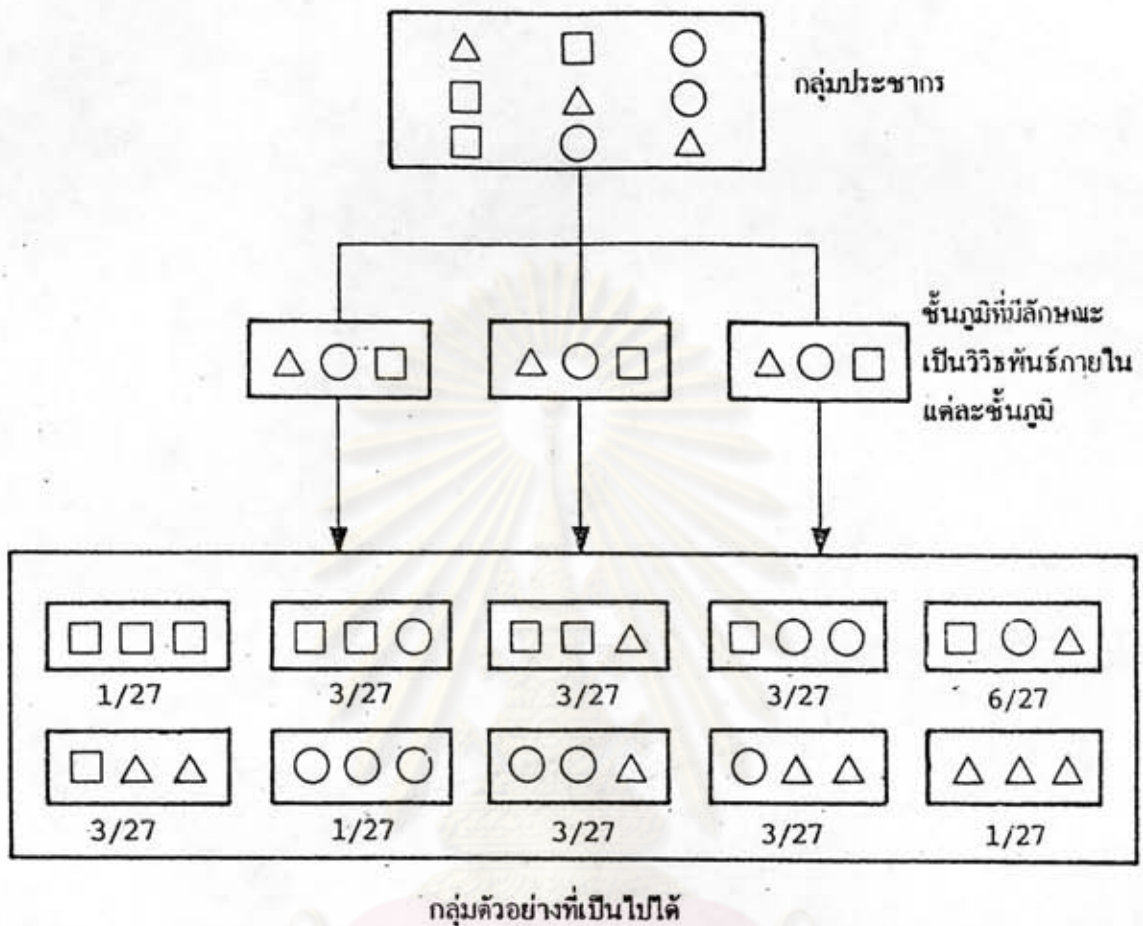 กลุ่มประชากร
ชั้นภูมิที่มีลักษณะ
เป็นวิวิธพันธ์ภายใน
แต่ละชั้นภูมิ
1/27 3/27 3/27 3/27 6/27
3/27 1/27 3/27 3/27 1/27
กลุ่มตัวอย่างที่เป็นไปได้